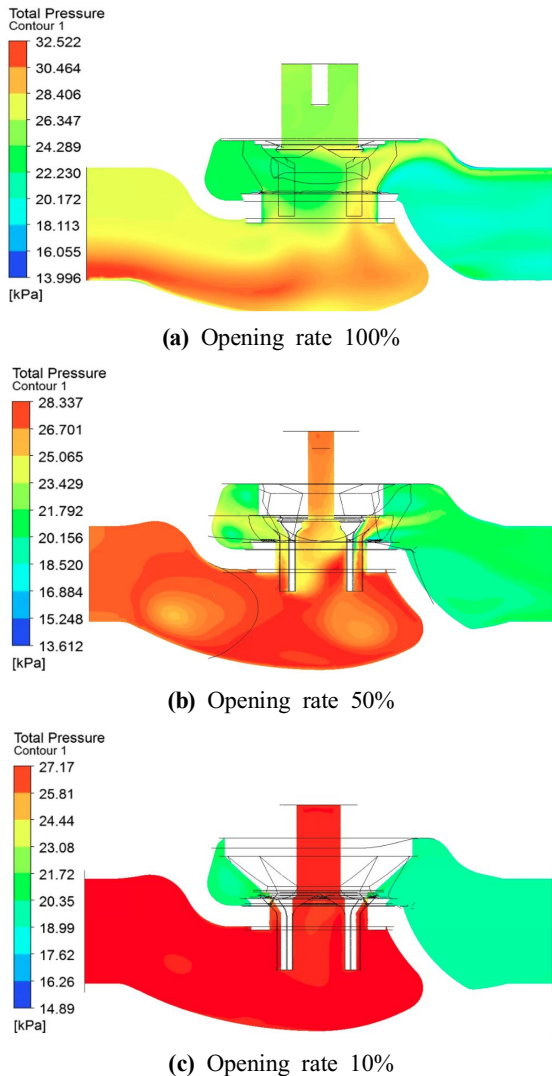 Total Pressure
Contour 1
32.522
30.464
28.406
26.347
24.289
22.230
20.172
18.113
16.055
13.996
[kPa]
(a) Opening rate 100%
Total Pressure
Contour 1
28.337
26.701
25.065
23.429
21.792
20.156
18.520
16.884
15.248
13.612
[kPa]
(b) Opening rate 50%
Total Pressure
Contour 1
27.17
25.81
24.44
23.08
21.72
20.35
18.99
17.62
16.26
14.89
[kPa]
(c) Opening rate 10%